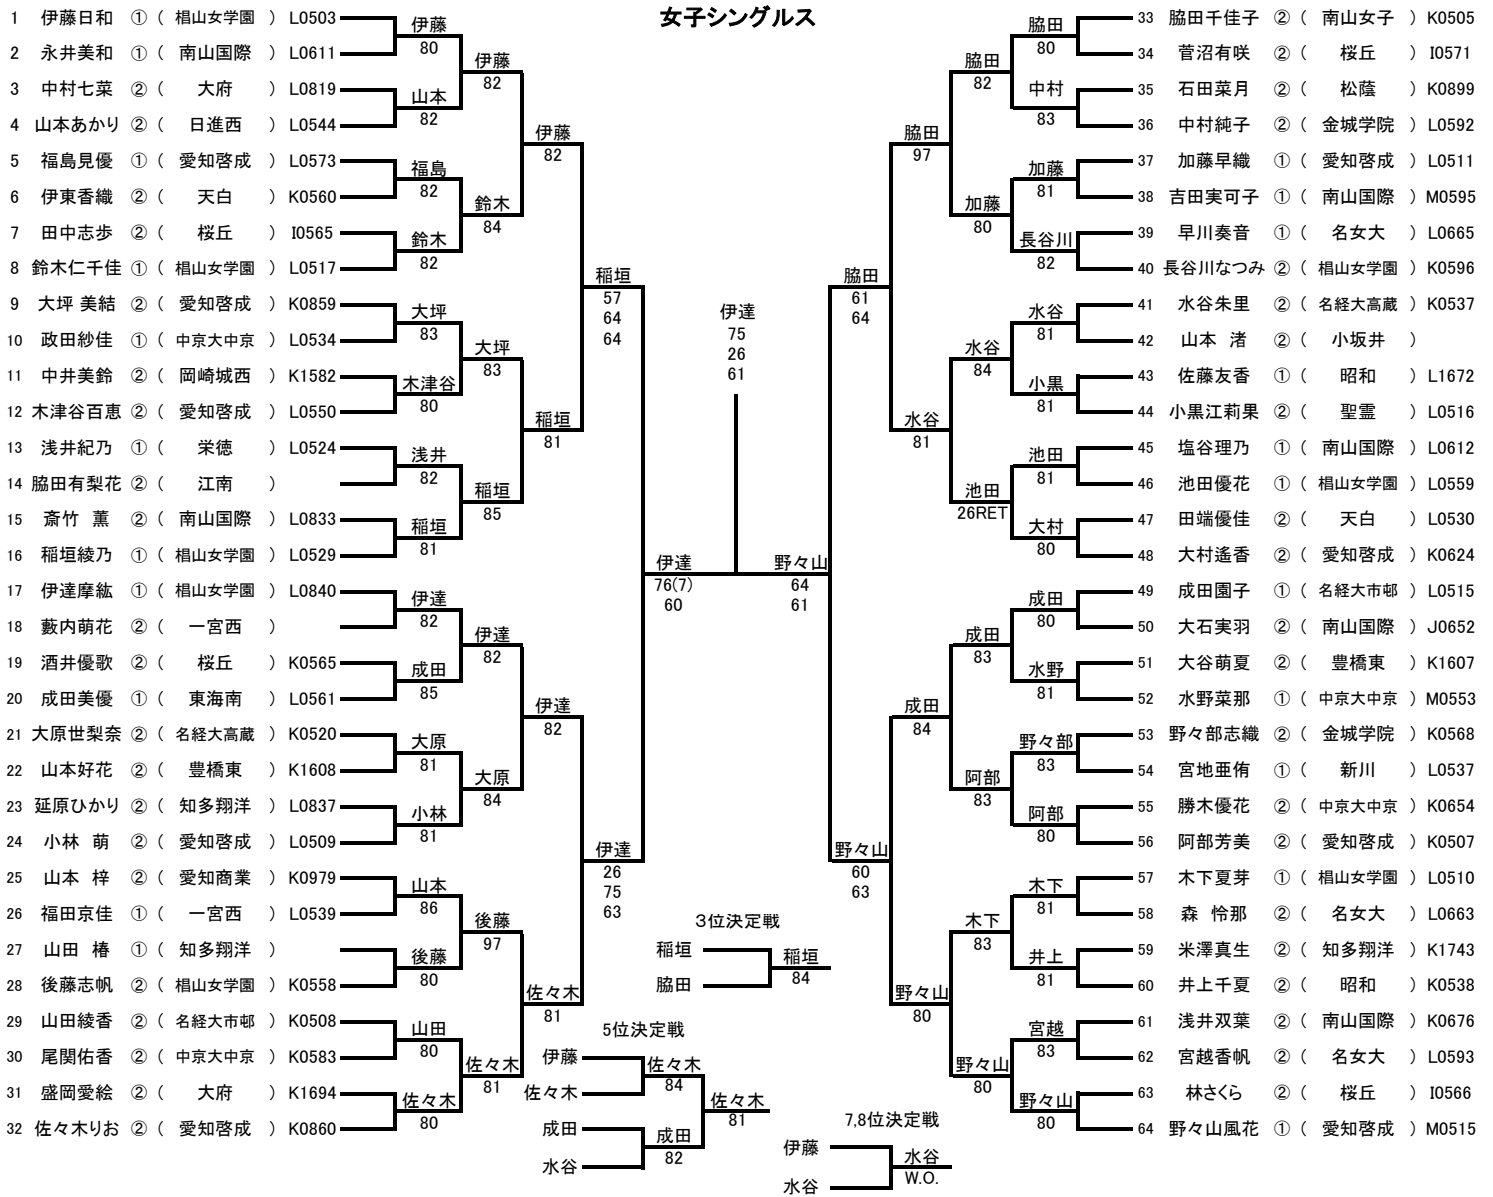 女子シングルス
1 伊藤日和 ① ( 椙山女学園 ) L0503
2 永井美和 ① ( 南山国際 ) L0611
3 中村七菜 ② ( 大府 ) L0819
4 山本あかり ② ( 日進西 ) L0544
5 福島見優 ① ( 愛知啓成 ) L0573
6 伊東香織 ② ( 天白 ) K0560
7 田中志歩 ② ( 桜丘 ) I0565
8 鈴木仁千佳 ① ( 椙山女学園 ) L0517
9 大坪 美結 ② ( 愛知啓成 ) K0859
10 政田紗佳 ① ( 中京大中京 ) L0534
11 中井美鈴 ② ( 岡崎城西 ) K1582
12 木津谷百恵 ② ( 愛知啓成 ) L0550
13 浅井紀乃 ① ( 栄徳 ) L0524
14 脇田有梨花 ② ( 江南 )
15 斎竹 薫 ② ( 南山国際 ) L0833
16 稲垣綾乃 ① ( 椙山女学園 ) L0529
17 伊達摩紘 ① ( 椙山女学園 ) L0840
18 藪内萌花 ② ( 一宮西 )
19 酒井優歌 ② ( 桜丘 ) K0565
20 成田美優 ① ( 東海南 ) L0561
21 大原世梨奈 ② ( 名経大高蔵 ) K0520
22 山本好花 ② ( 豊橋東 ) K1608
23 延原ひかり ② ( 知多翔洋 ) L0837
24 小林 萌 ② ( 愛知啓成 ) L0509
25 山本 梓 ② ( 愛知商業 ) K0979
26 福田京佳 ① ( 一宮西 ) L0539
27 山田 椿 ① ( 知多翔洋 )
28 後藤志帆 ② ( 椙山女学園 ) K0558
29 山田綾香 ② ( 名経大市邨 ) K0508
30 尾関佑香 ② ( 中京大中京 ) K0583
31 盛岡愛絵 ② ( 大府 ) K1694
32 佐々木りお ② ( 愛知啓成 ) K0860
伊藤
80
山本
82
福島
82
鈴木
82
大坪
83
木津谷
80
浅井
82
稲垣
81
伊達
82
成田
85
大原
81
小林
81
山本
86
後藤
80
山田
80
佐々木
80
伊藤
82
鈴木
84
大坪
83
稲垣
85
伊達
82
大原
84
後藤
97
佐々木
81
伊藤
82
稲垣
81
伊達
82
佐々木
81
稲垣
57
64
64
伊達
26
75
63
伊達
76(7)
60
伊達
75
26
61
野々山
64
61
脇田
61
64
野々山
60
63
脇田
97
水谷
81
成田
84
野々山
80
脇田
82
加藤
80
水谷
84
池田
26RET
成田
83
阿部
83
木下
83
野々山
80
脇田
80
中村
83
加藤
81
長谷川
82
水谷
81
小黒
81
池田
81
大村
80
成田
80
水野
81
野々部
83
阿部
80
木下
81
井上
81
宮越
83
野々山
80
33 脇田千佳子 ② ( 南山女子 ) K0505
34 菅沼有咲 ② ( 桜丘 ) I0571
35 石田菜月 ② ( 松蔭 ) K0899
36 中村純子 ② ( 金城学院 ) L0592
37 加藤早織 ① ( 愛知啓成 ) L0511
38 吉田実可子 ① ( 南山国際 ) M0595
39 早川奏音 ① ( 名女大 ) L0665
40 長谷川なつみ ② ( 椙山女学園 ) K0596
41 水谷朱里 ② ( 名経大高蔵 ) K0537
42 山本 渚 ② ( 小坂井 )
43 佐藤友香 ① ( 昭和 ) L1672
44 小黒江莉果 ② ( 聖霊 ) L0516
45 塩谷理乃 ① ( 南山国際 ) L0612
46 池田優花 ① ( 椙山女学園 ) L0559
47 田端優佳 ② ( 天白 ) L0530
48 大村遙香 ② ( 愛知啓成 ) K0624
49 成田園子 ① ( 名経大市邨 ) L0515
50 大石実羽 ② ( 南山国際 ) J0652
51 大谷萌夏 ② ( 豊橋東 ) K1607
52 水野菜那 ① ( 中京大中京 ) M0553
53 野々部志織 ② ( 金城学院 ) K0568
54 宮地亜侑 ① ( 新川 ) L0537
55 勝木優花 ② ( 中京大中京 ) K0654
56 阿部芳美 ② ( 愛知啓成 ) K0507
57 木下夏芽 ① ( 椙山女学園 ) L0510
58 森 怜那 ② ( 名女大 ) L0663
59 米澤真生 ② ( 知多翔洋 ) K1743
60 井上千夏 ② ( 昭和 ) K0538
61 浅井双葉 ② ( 南山国際 ) K0676
62 宮越香帆 ② ( 名女大 ) L0593
63 林さくら ② ( 桜丘 ) I0566
64 野々山風花 ① ( 愛知啓成 ) M0515
3位決定戦
稲垣
脇田
稲垣
84
5位決定戦
伊藤
佐々木
佐々木
84
成田
水谷
成田
82
佐々木
81
7,8位決定戦
伊藤
水谷
水谷
W.O.